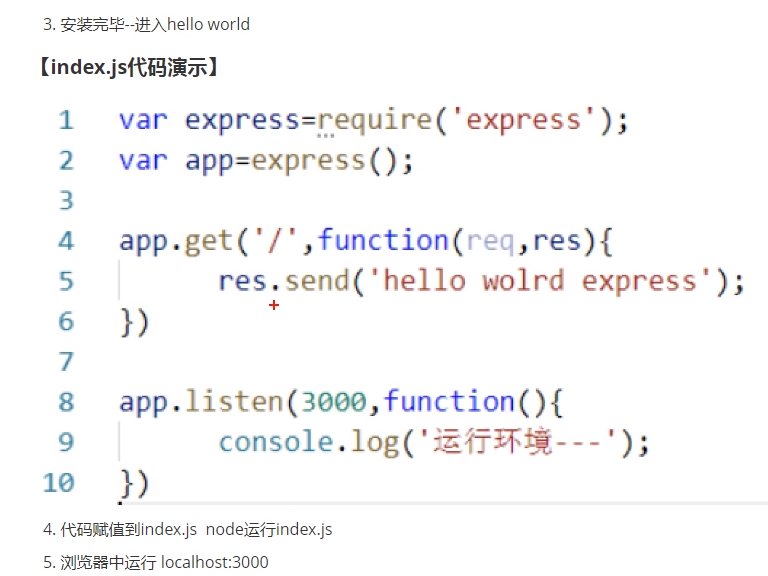 3. 安装完毕--进入hello world
【index.js代码演示】
1 var express=require('express');
2 var app=express();
3
4 app.get('/',function(req,res){
5 res.send('hello wolrd express');
6 })
7
8 app.listen(3000,function(){
9 console.log('运行环境---');
10 })
4. 代码赋值到index.js node运行index.js
5. 浏览器中运行 localhost:3000